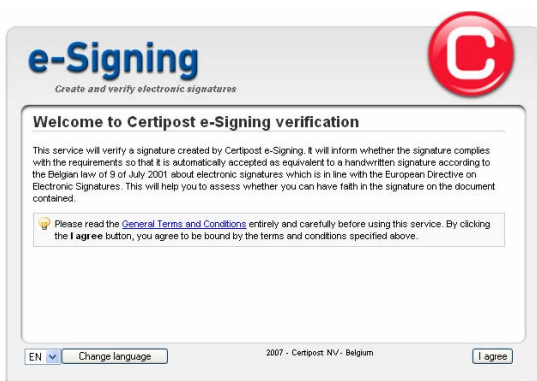 e-Signing
Create and verify electronic signatures
C
Welcome to Certipost e-Signing verification
This service will verify a signature created by Certipost e-Signing. It will inform whether the signature complies
with the requirements so that it is automatically accepted as equivalent to a handwritten signature according to
the Belgian law of 9 of July 2001 about electronic signatures which is in line with the European Directive on
Electronic Signatures. This will help you to assess whether you can have faith in the signature on the document
contained.
Please read the General Terms and Conditions entirely and carefully before using this service. By clicking
the I agree button, you agree to be bound by the terms and conditions specified above.
EN Change language 2007 - Certipost NV - Belgium I agree